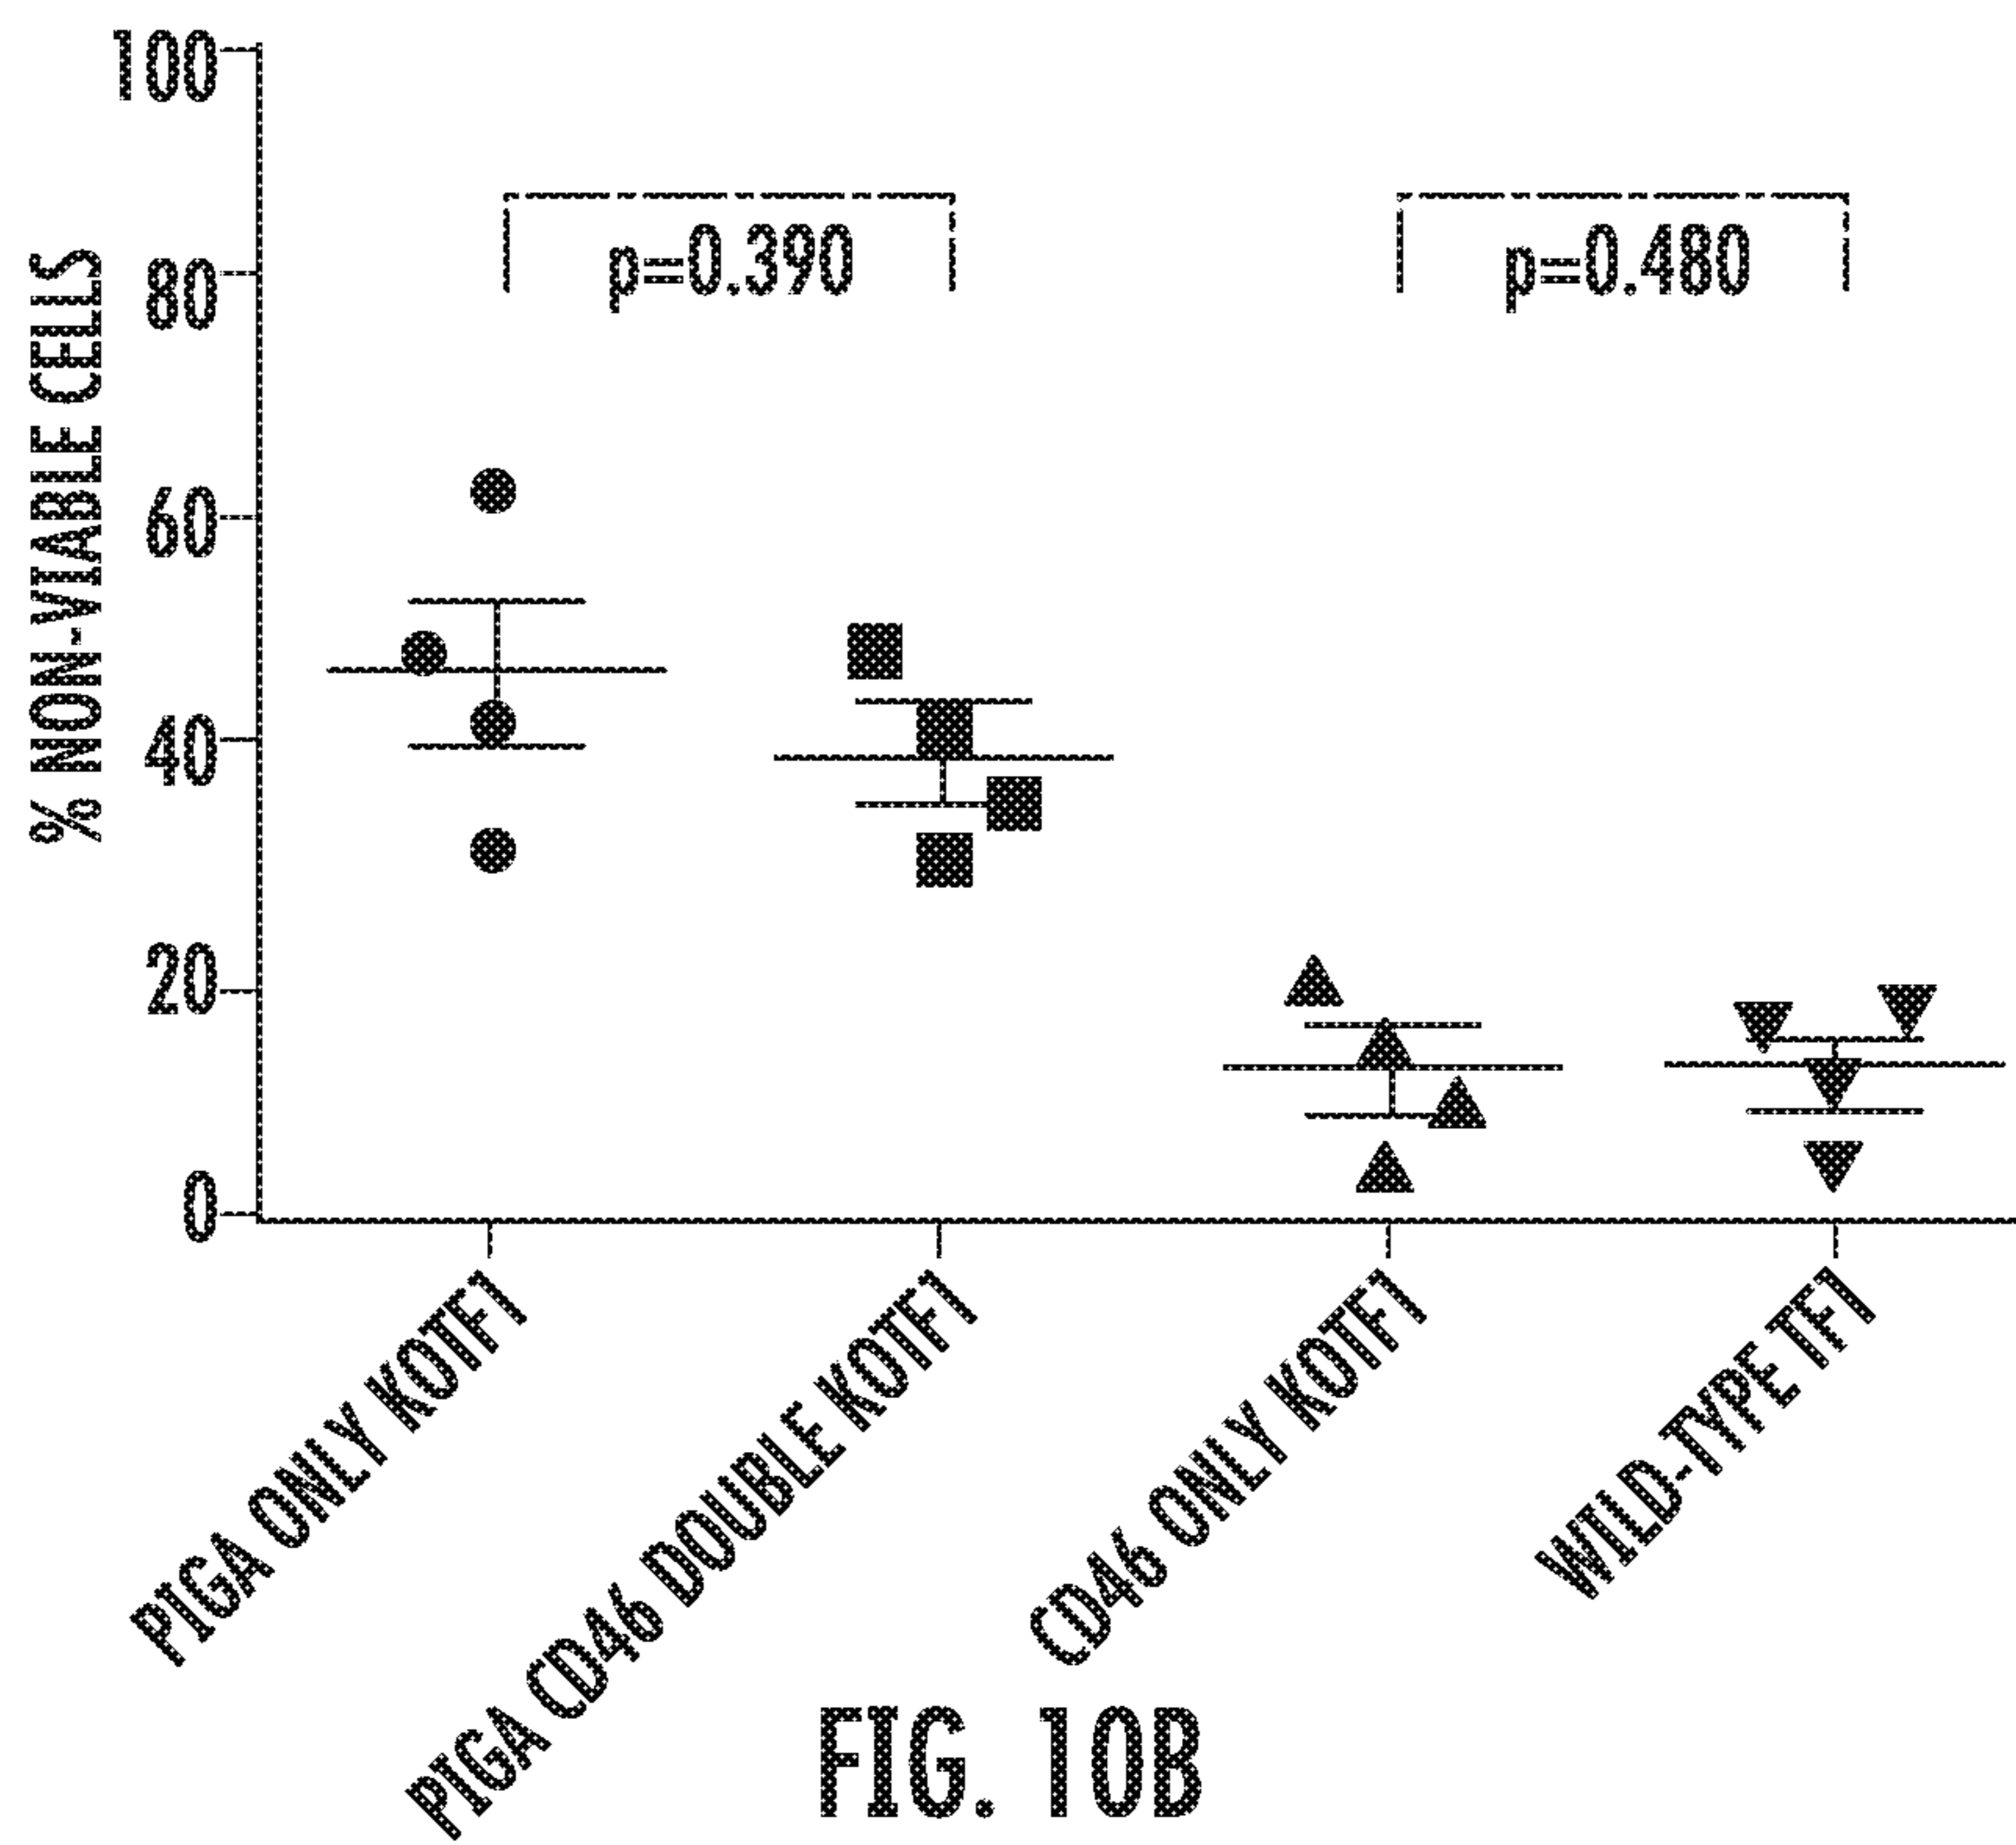 100
80
60
40
20
0
% NON-VIABLE CELLS
p=0.390
p=0.480
PIGA ONLY KOTF1
PIGA CD46 DOUBLE KOTF1
CD46 ONLY KOTF1
WILD-TYPE TF1
FIG. 10B